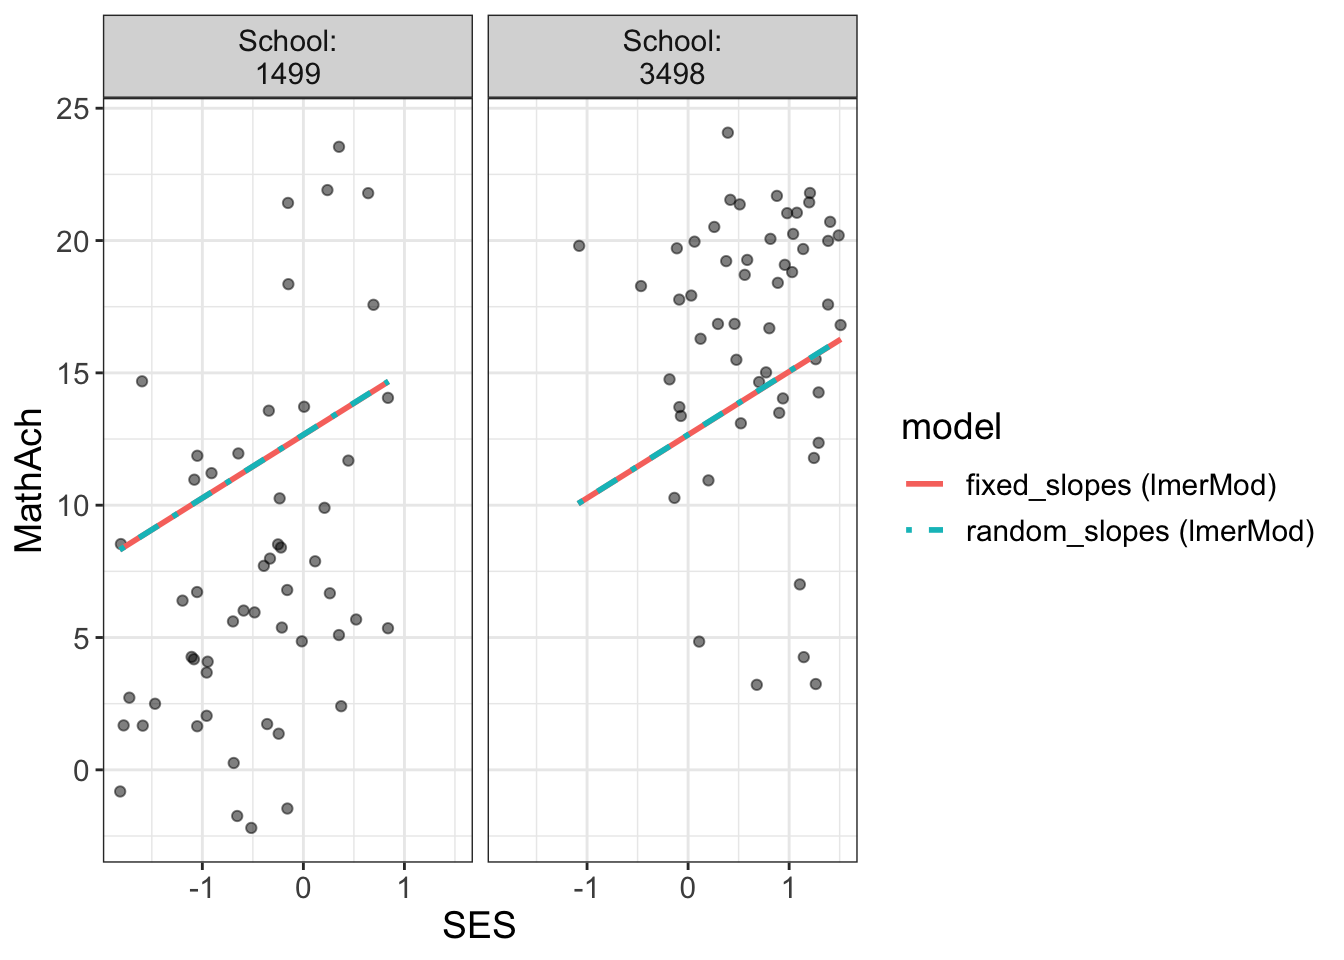 School:
1499
School:
3498
25
20
15
10
5
0
MathAch
-1
0
1
-1
0
1
SES
model
fixed_slopes (lmerMod)
random_slopes (lmerMod)